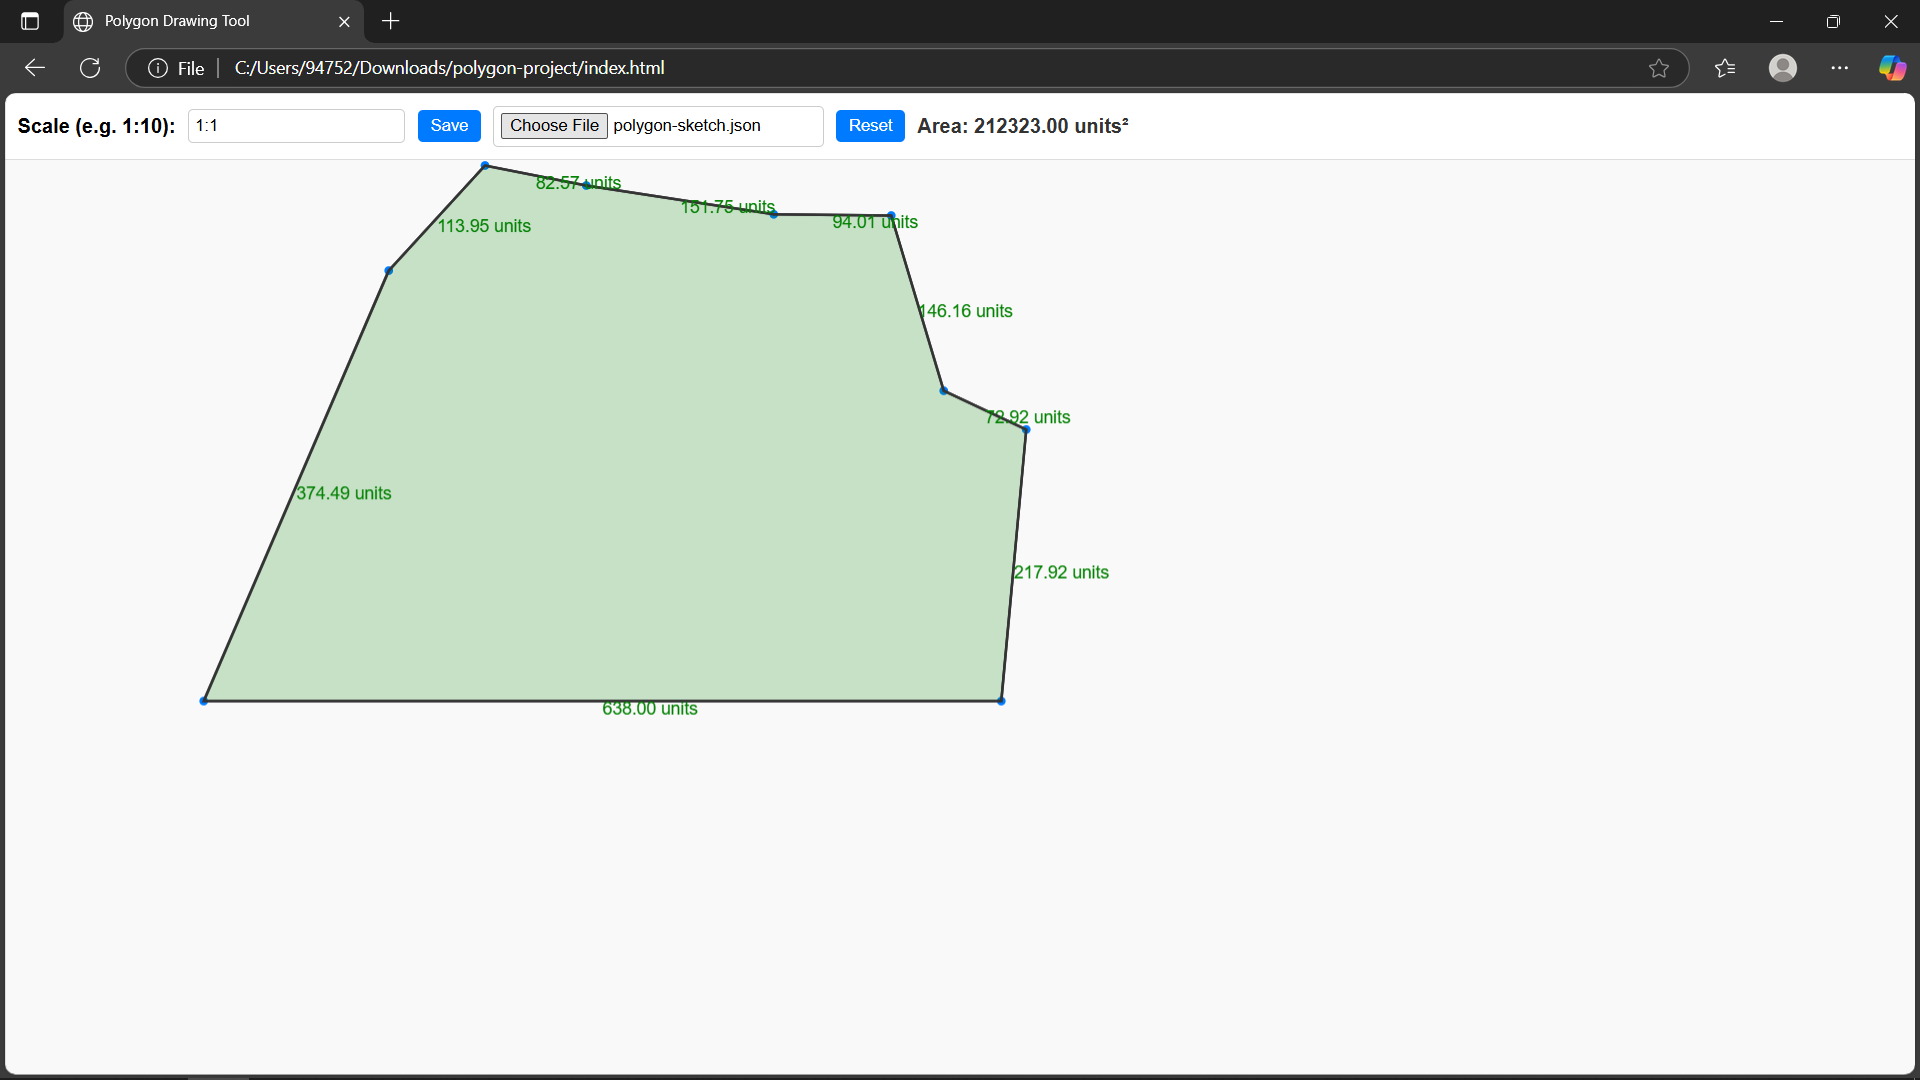 Polygon Drawing Tool
File C:/Users/94752/Downloads/polygon-project/index.html
Scale (e.g. 1:10): 1:1 Save Choose File polygon-sketch.json Reset Area: 212323.00 units²
82.57 units
151.75 units
94.01 units
113.95 units
146.16 units
72.92 units
374.49 units
217.92 units
638.00 units